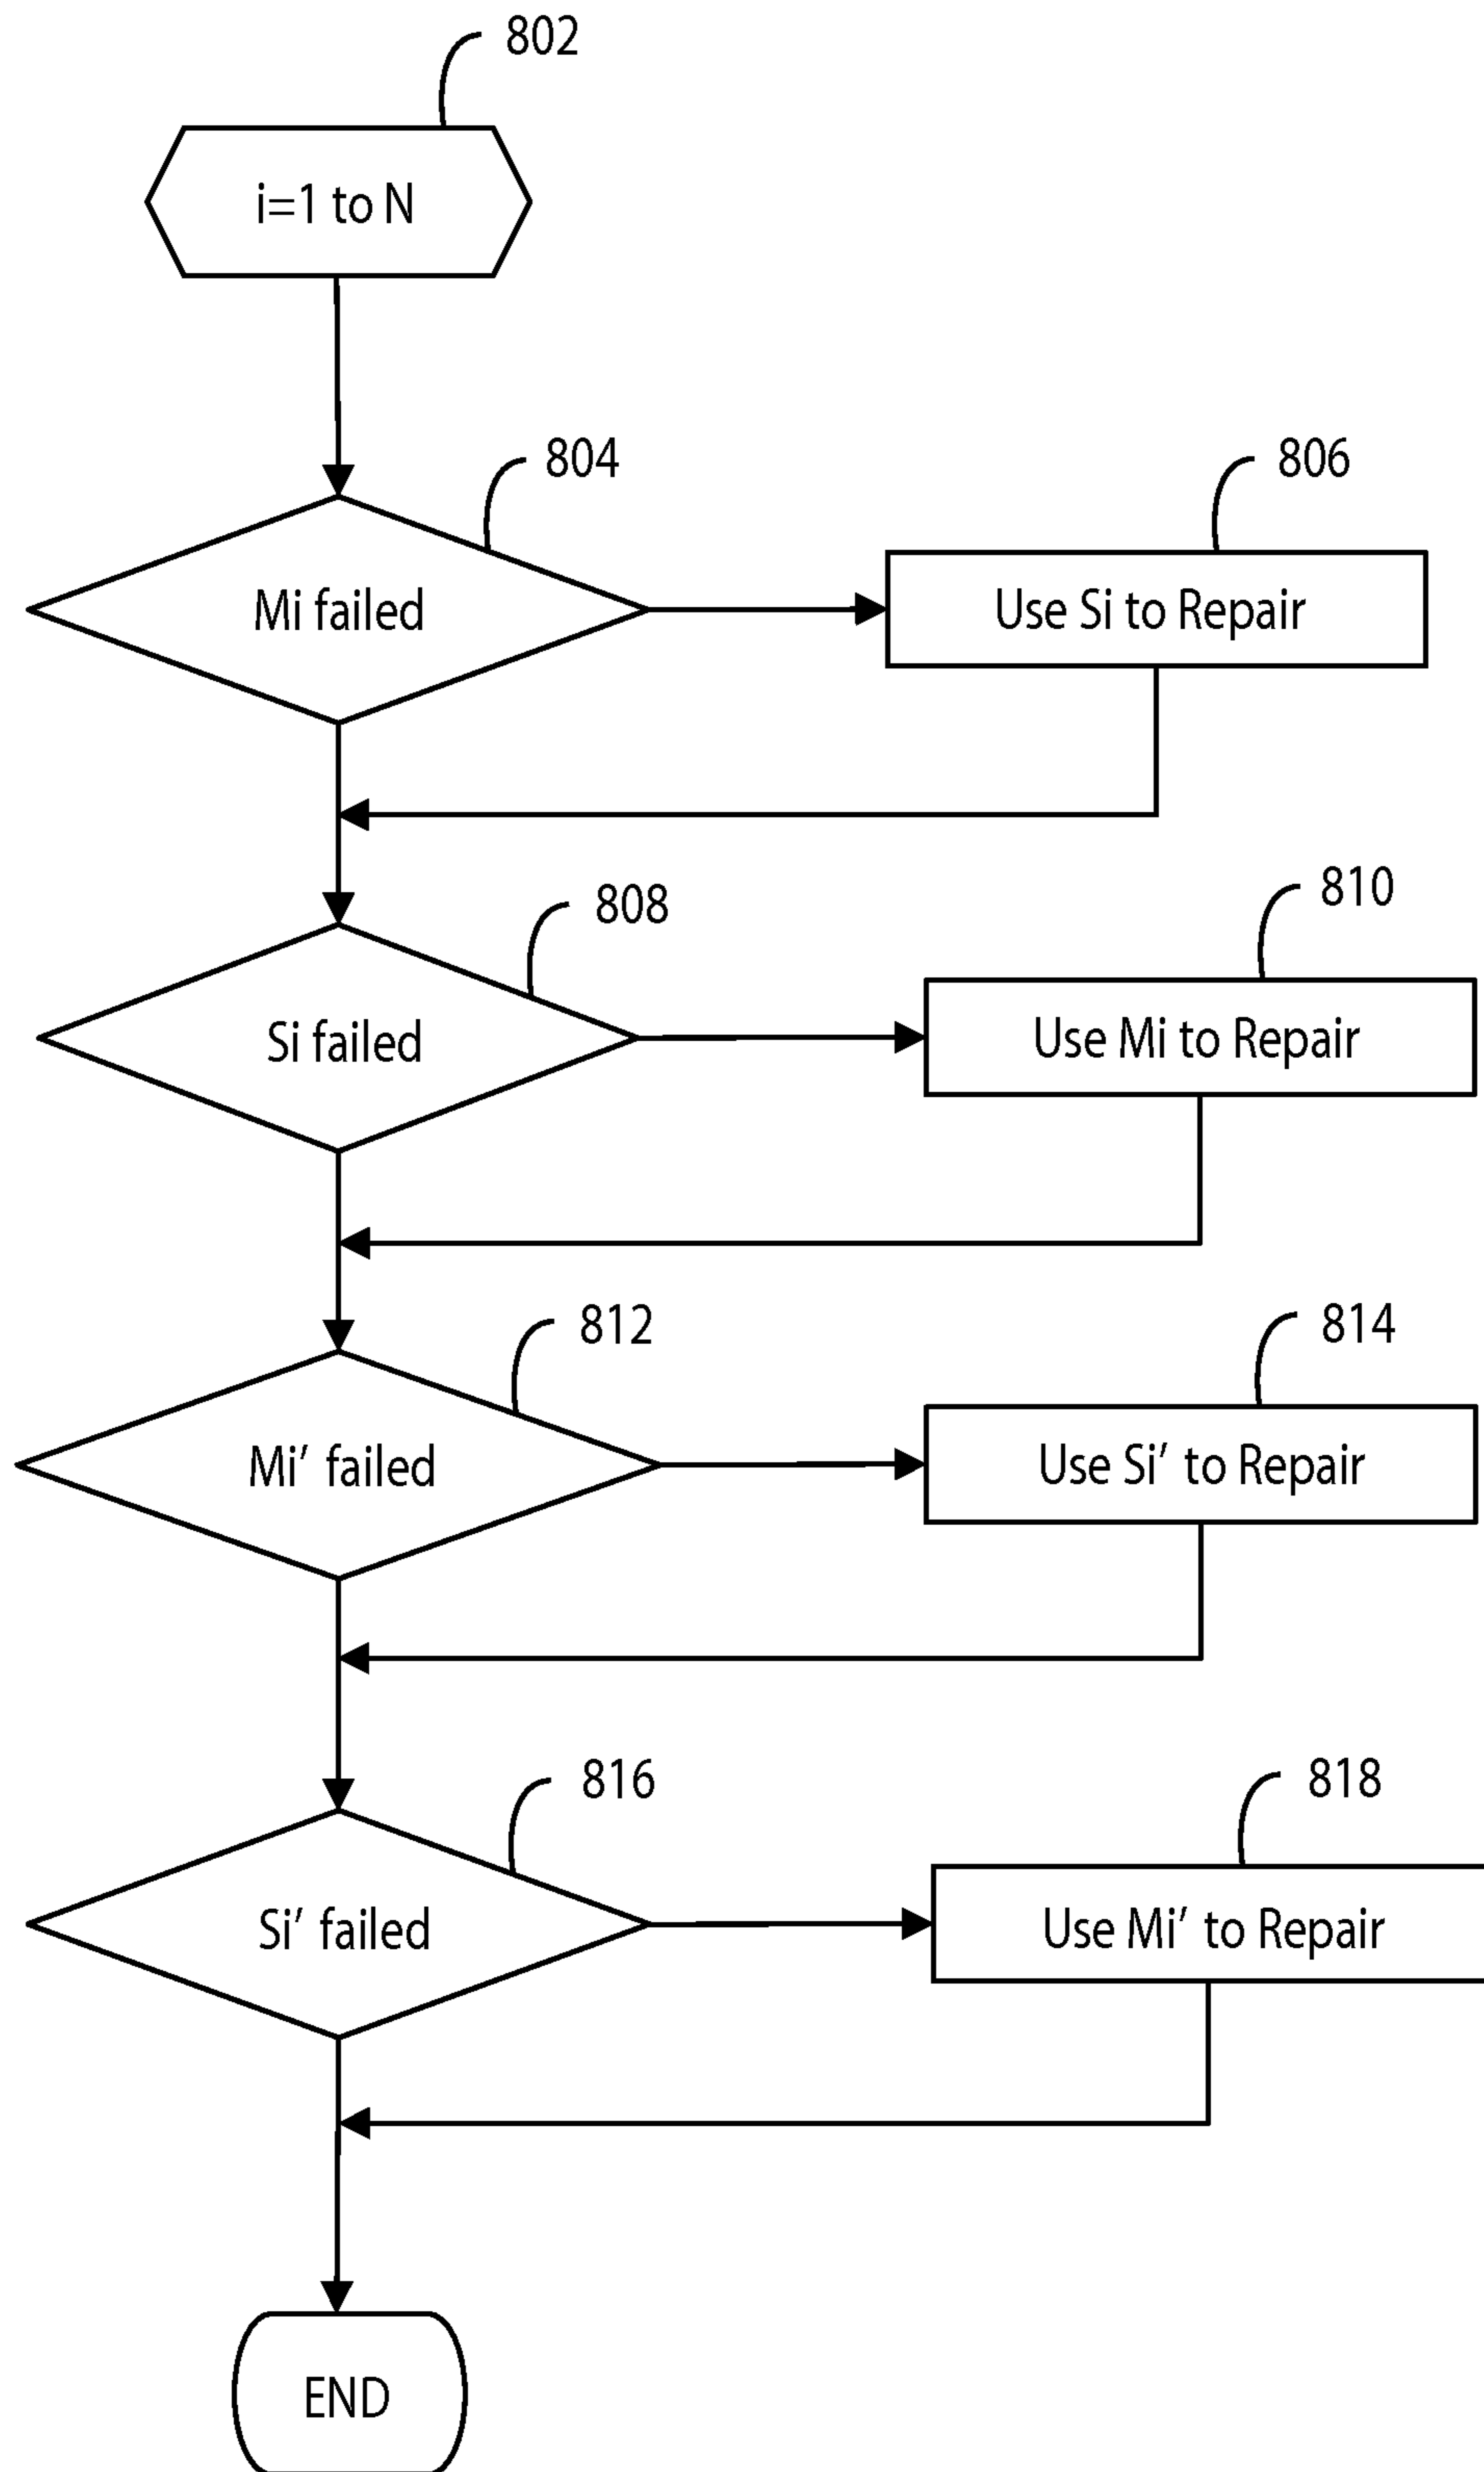 802
i=1 to N
804
806
Mi failed
Use Si to Repair
808
810
Si failed
Use Mi to Repair
812
814
Mi′ failed
Use Si′ to Repair
816
818
Si′ failed
Use Mi′ to Repair
END